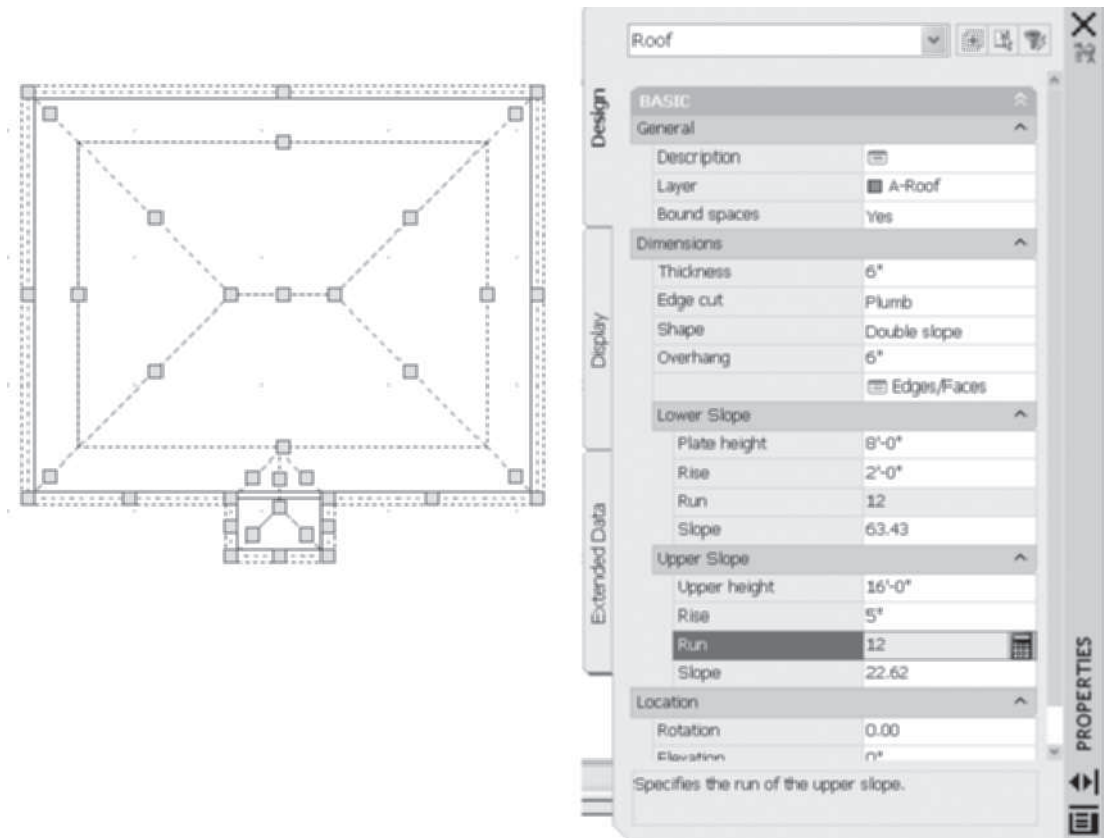 Roof
BASIC
General
Description
Layer A-Roof
Bound spaces Yes
Dimensions
Thickness 6"
Edge cut Plumb
Shape Double slope
Overhang 6"
Edges/Faces
Lower Slope
Plate height 8'-0"
Rise 2'-0"
Run 12
Slope 63.43
Upper Slope
Upper height 16'-0"
Rise 5"
Run 12
Slope 22.62
Location
Rotation 0.00
Elevation 0"
Specifies the run of the upper slope.
Design
Display
Extended Data
PROPERTIES